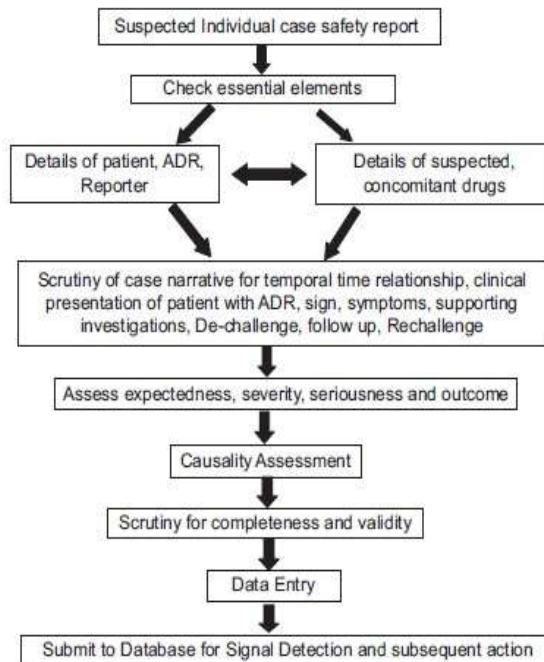 Suspected Individual case safety report
Check essential elements
Details of patient, ADR,
Reporter
Details of suspected,
concomitant drugs
Scrutiny of case narrative for temporal time relationship, clinical
presentation of patient with ADR, sign, symptoms, supporting
investigations, De-challenge, follow up, Rechallenge
Assess expectedness, severity, seriousness and outcome
Causality Assessment
Scrutiny for completeness and validity
Data Entry
Submit to Database for Signal Detection and subsequent action